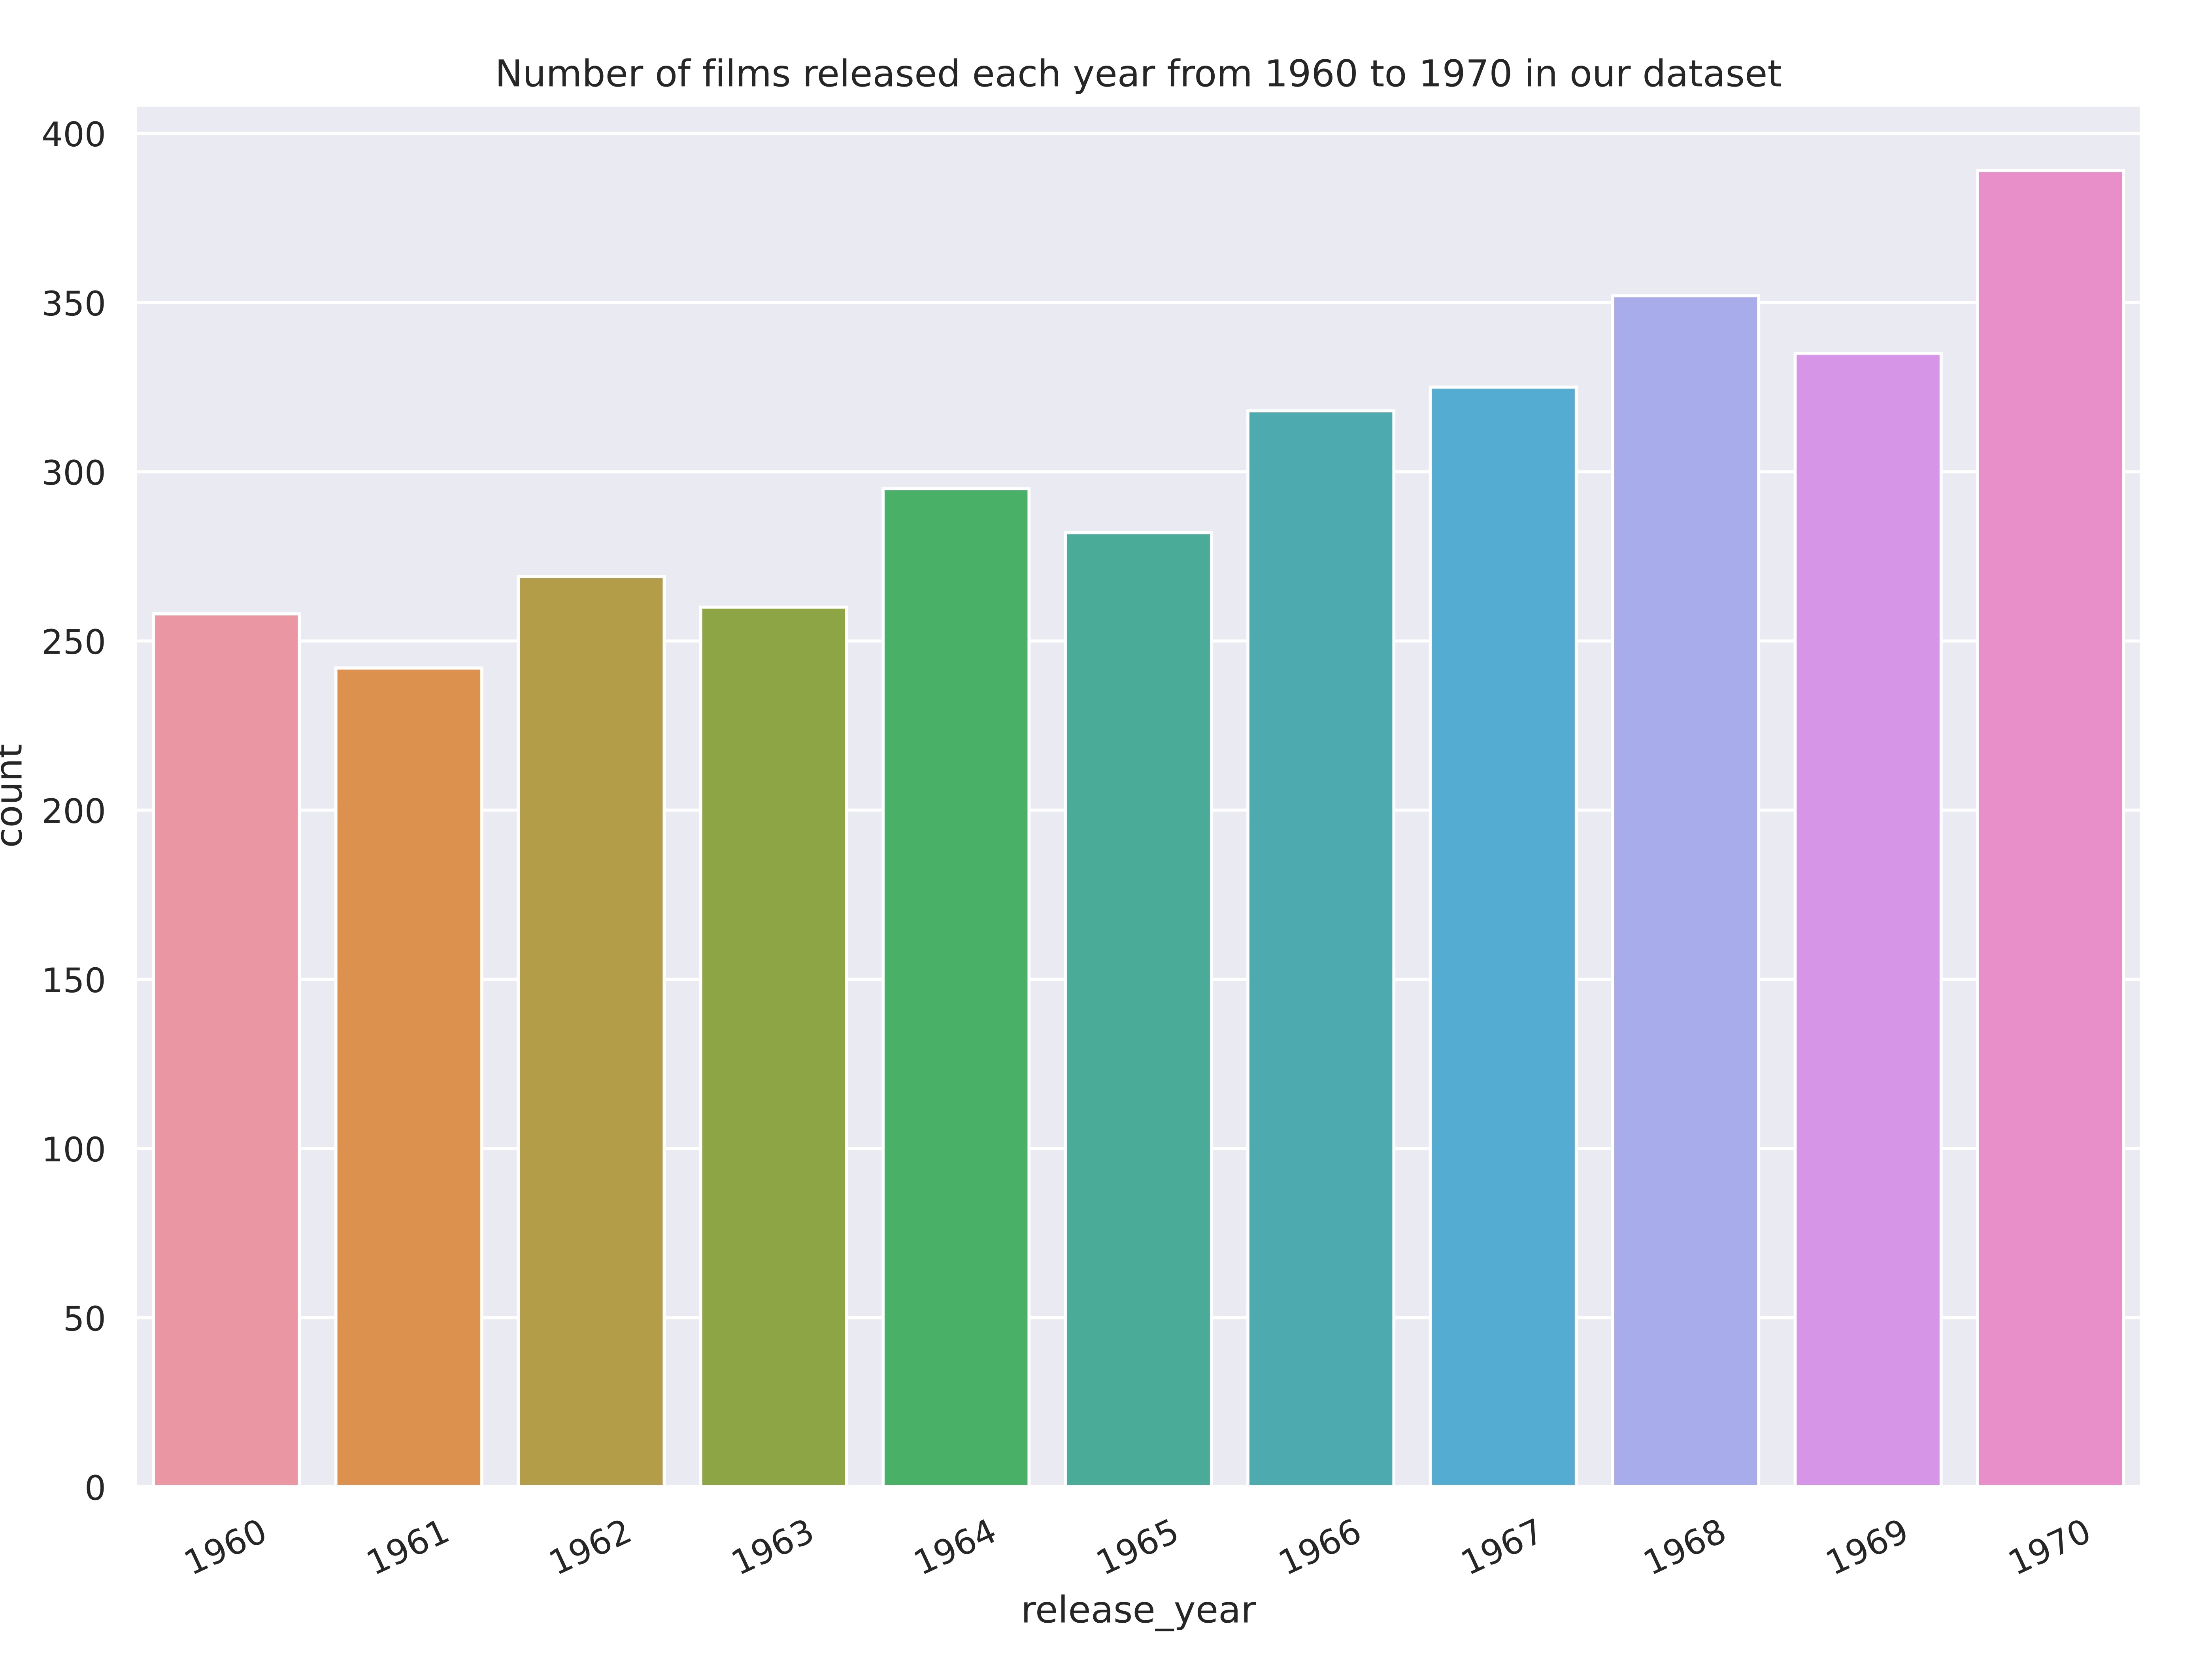 Number of films released each year from 1960 to 1970 in our dataset
400
350
300
250
200
150
100
50
0
count
1960 1961 1962 1963 1964 1965 1966 1967 1968 1969 1970
release_year